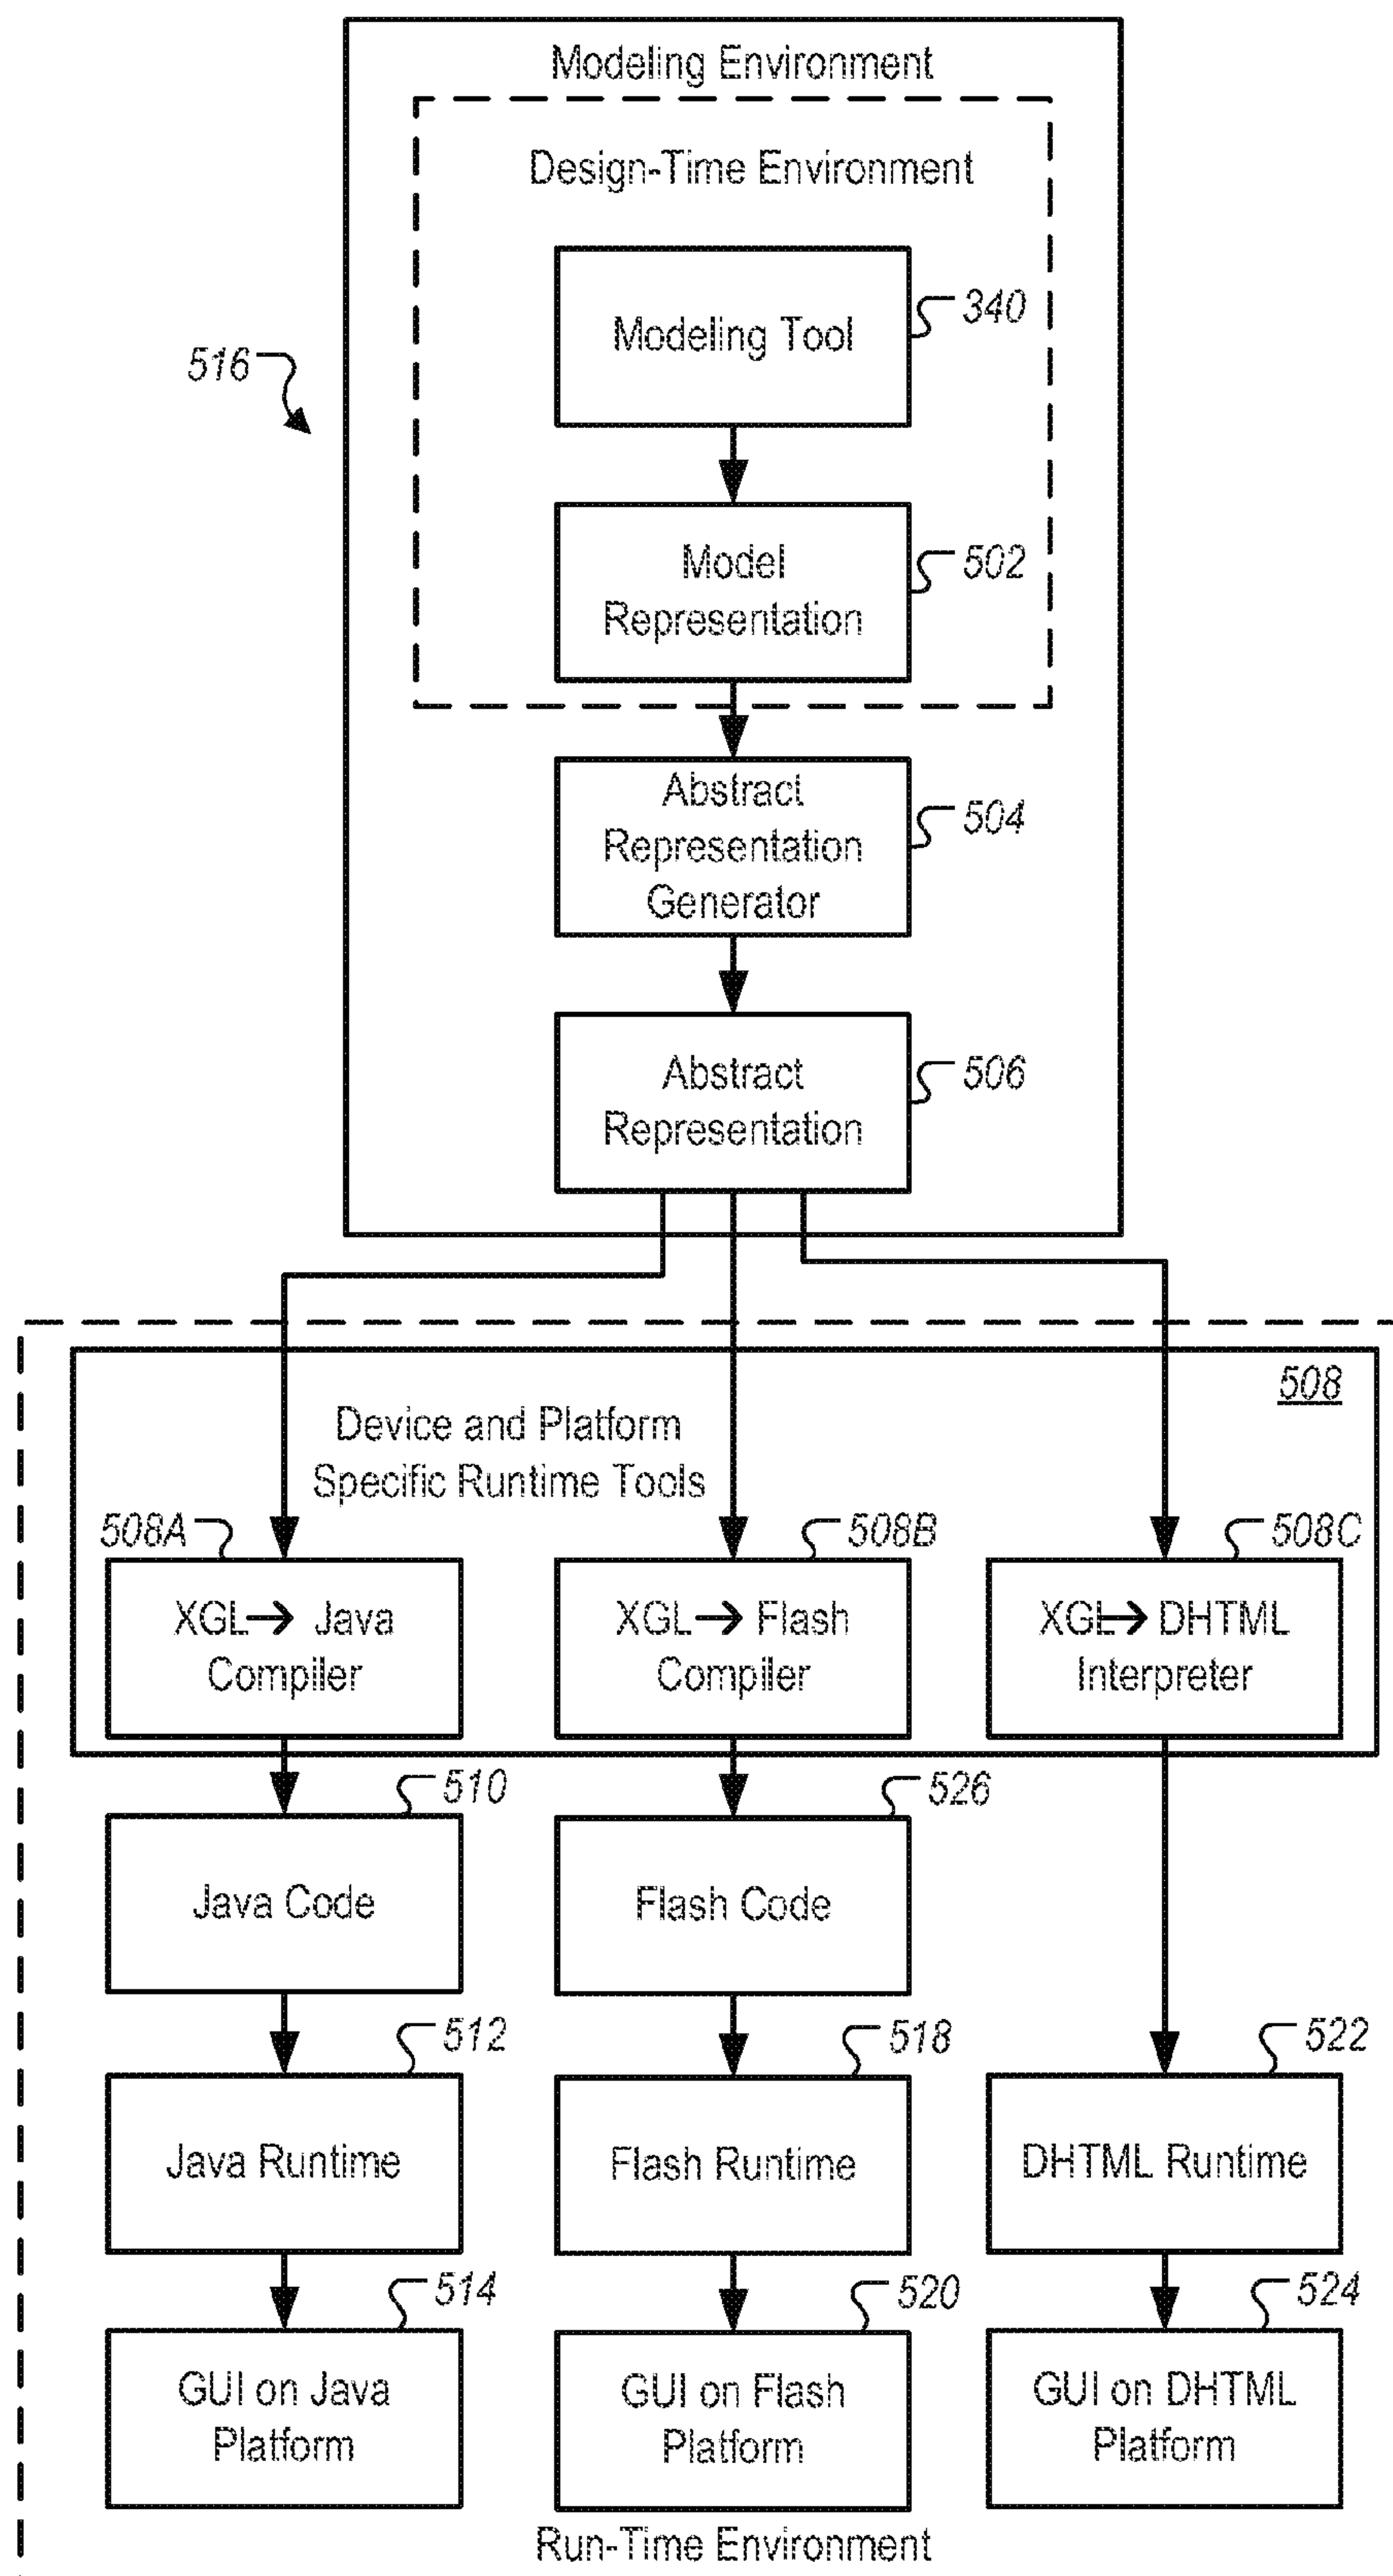 Modeling Environment
Design-Time Environment
Modeling Tool
340
516
Model
Representation
502
Abstract
Representation
Generator
504
Abstract
Representation
506
508
Device and Platform
Specific Runtime Tools
508A
508B
508C
XGL→ Java
Compiler
XGL→ Flash
Compiler
XGL→ DHTML
Interpreter
510
526
Java Code
Flash Code
512
518
522
Java Runtime
Flash Runtime
DHTML Runtime
514
520
524
GUI on Java
Platform
GUI on Flash
Platform
GUI on DHTML
Platform
Run-Time Environment